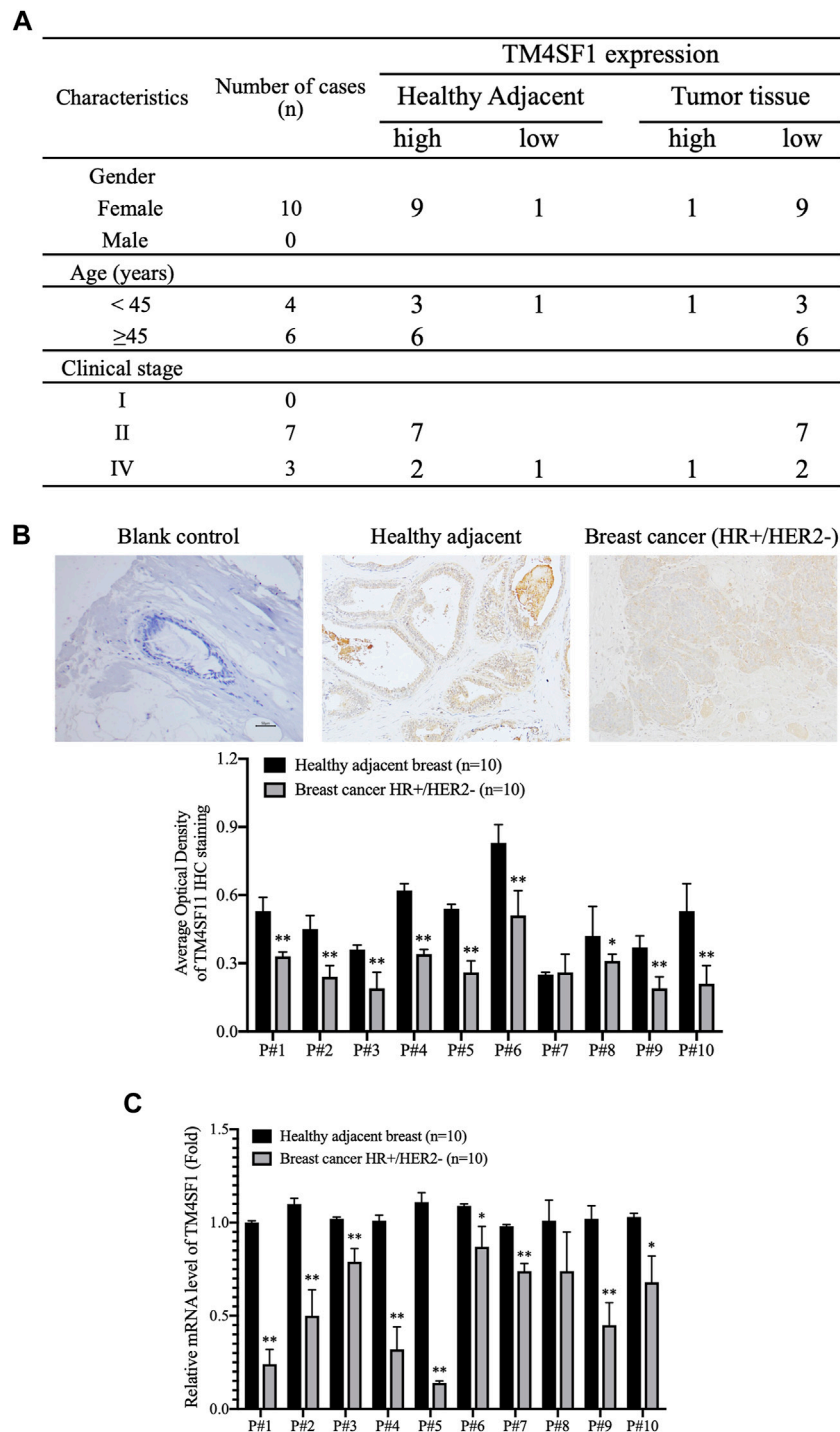 A
Characteristics Number of cases (n) TM4SF1 expression
Healthy Adjacent Tumor tissue
high low high low
Gender
Female 10 9 1 1 9
Male 0
Age (years)
< 45 4 3 1 1 3
≥45 6 6 6
Clinical stage
I 0
II 7 7 7
IV 3 2 1 1 2
B
Blank control Healthy adjacent Breast cancer (HR+/HER2-)
Average Optical Density
of TM4SF11 IHC staining
1.2
0.9
0.6
0.3
0.0
Healthy adjacent breast (n=10)
Breast cancer HR+/HER2- (n=10)
** ** ** ** ** ** * ** **
P#1 P#2 P#3 P#4 P#5 P#6 P#7 P#8 P#9 P#10
C
Relative mRNA level of TM4SF1 (Fold)
1.5
1.0
0.5
0.0
Healthy adjacent breast (n=10)
Breast cancer HR+/HER2- (n=10)
** ** ** ** ** * ** ** *
P#1 P#2 P#3 P#4 P#5 P#6 P#7 P#8 P#9 P#10